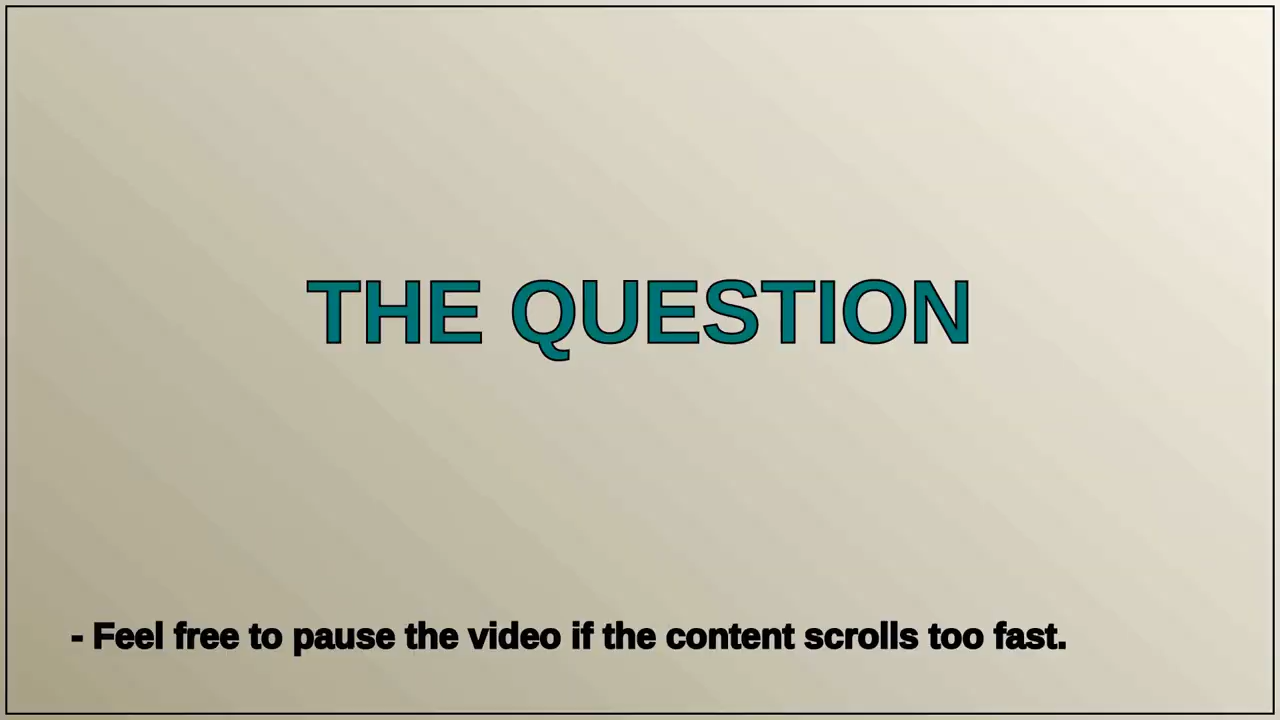 THE QUESTION
- Feel free to pause the video if the content scrolls too fast.